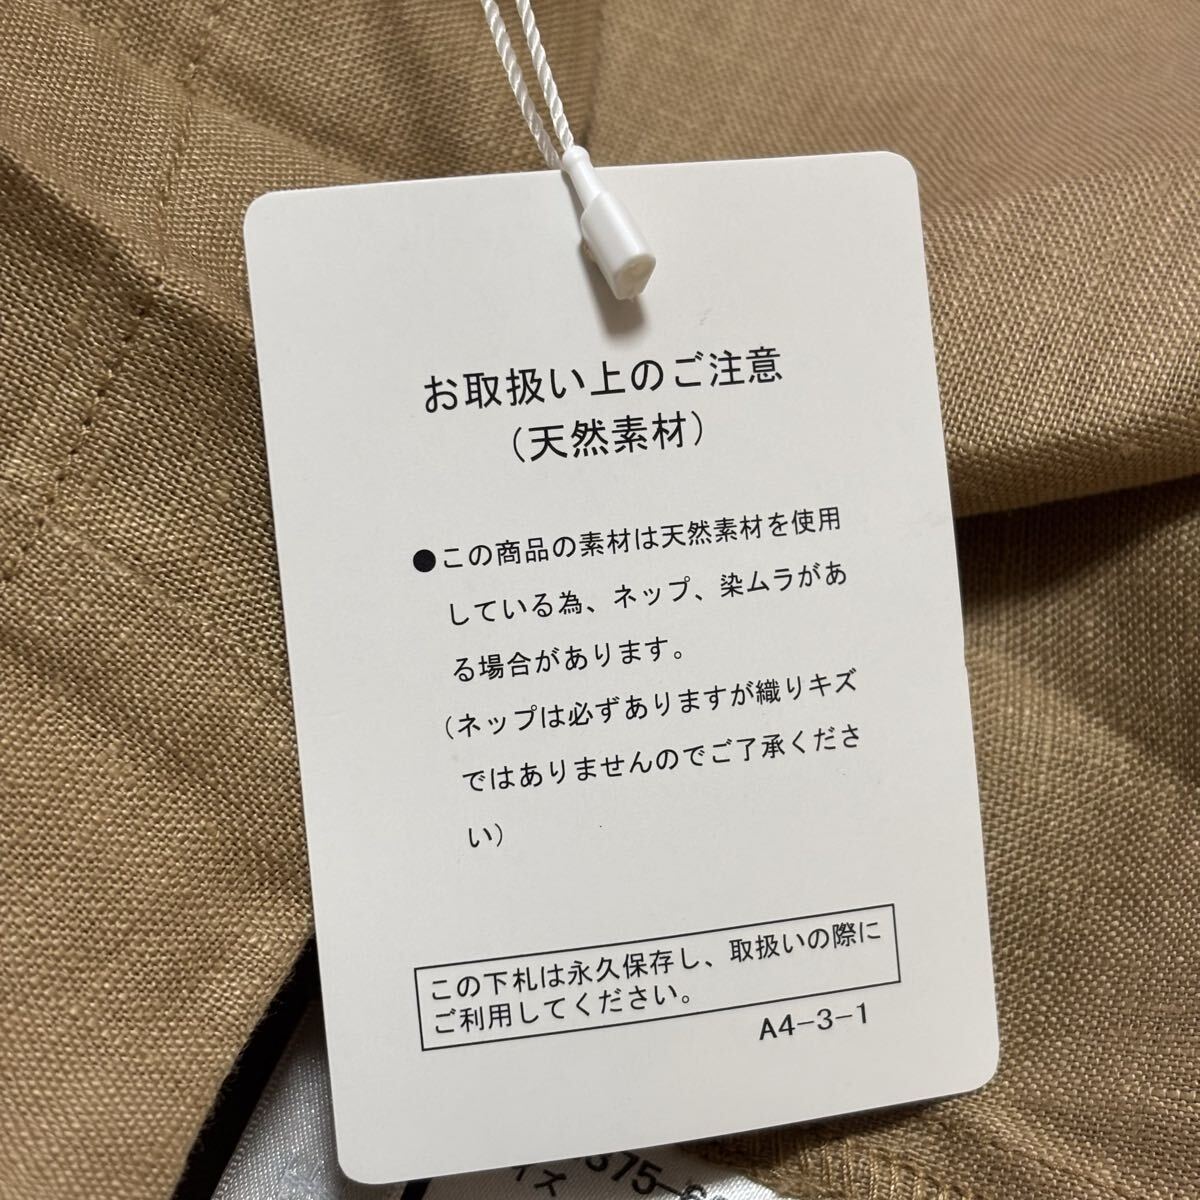 お取扱い上のご注意
（天然素材）
●この商品の素材は天然素材を使用
している為、ネップ、染ムラがあ
る場合があります。
（ネップは必ずありますが織りキズ
ではありませんのでご了承くださ
い）
この下札は永久保存し、取扱いの際に
ご利用してください。
A4-3-1
イズ